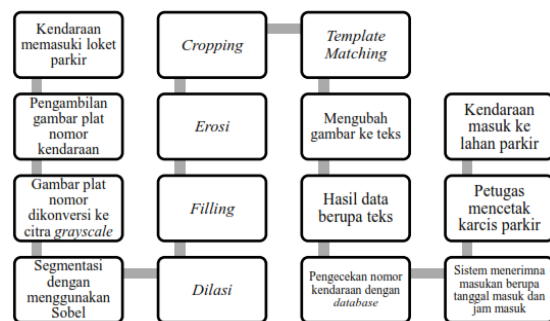 Kendaraan
memasuki loket
parkir
Pengambilan
gambar plat
nomor
kendaraan
Gambar plat
nomor
dikonversi ke
citra grayscale
Segmentasi
dengan
menggunakan
Sobel
Dilasi
Filling
Erosi
Cropping
Template
Matching
Mengubah
gambar ke teks
Hasil data
berupa teks
Pengecekan nomor
kendaraan dengan
database
Sistem menerimna
masukan berupa
tanggal masuk dan
jam masuk
Petugas
mencetak
karcis parkir
Kendaraan
masuk ke
lahan parkir